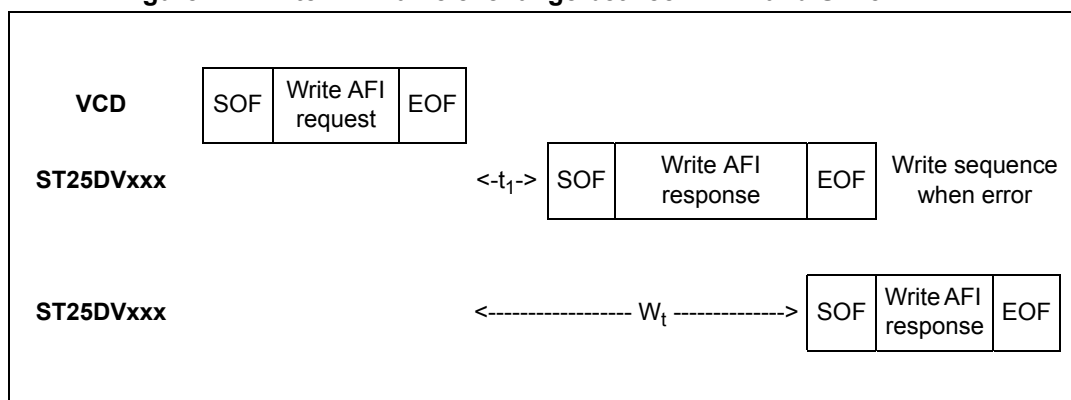 VCD SOF Write AFI request EOF
ST25DVxxx <-t1-> SOF Write AFI response EOF Write sequence when error
ST25DVxxx <------------------ Wt --------------> SOF Write AFI response EOF